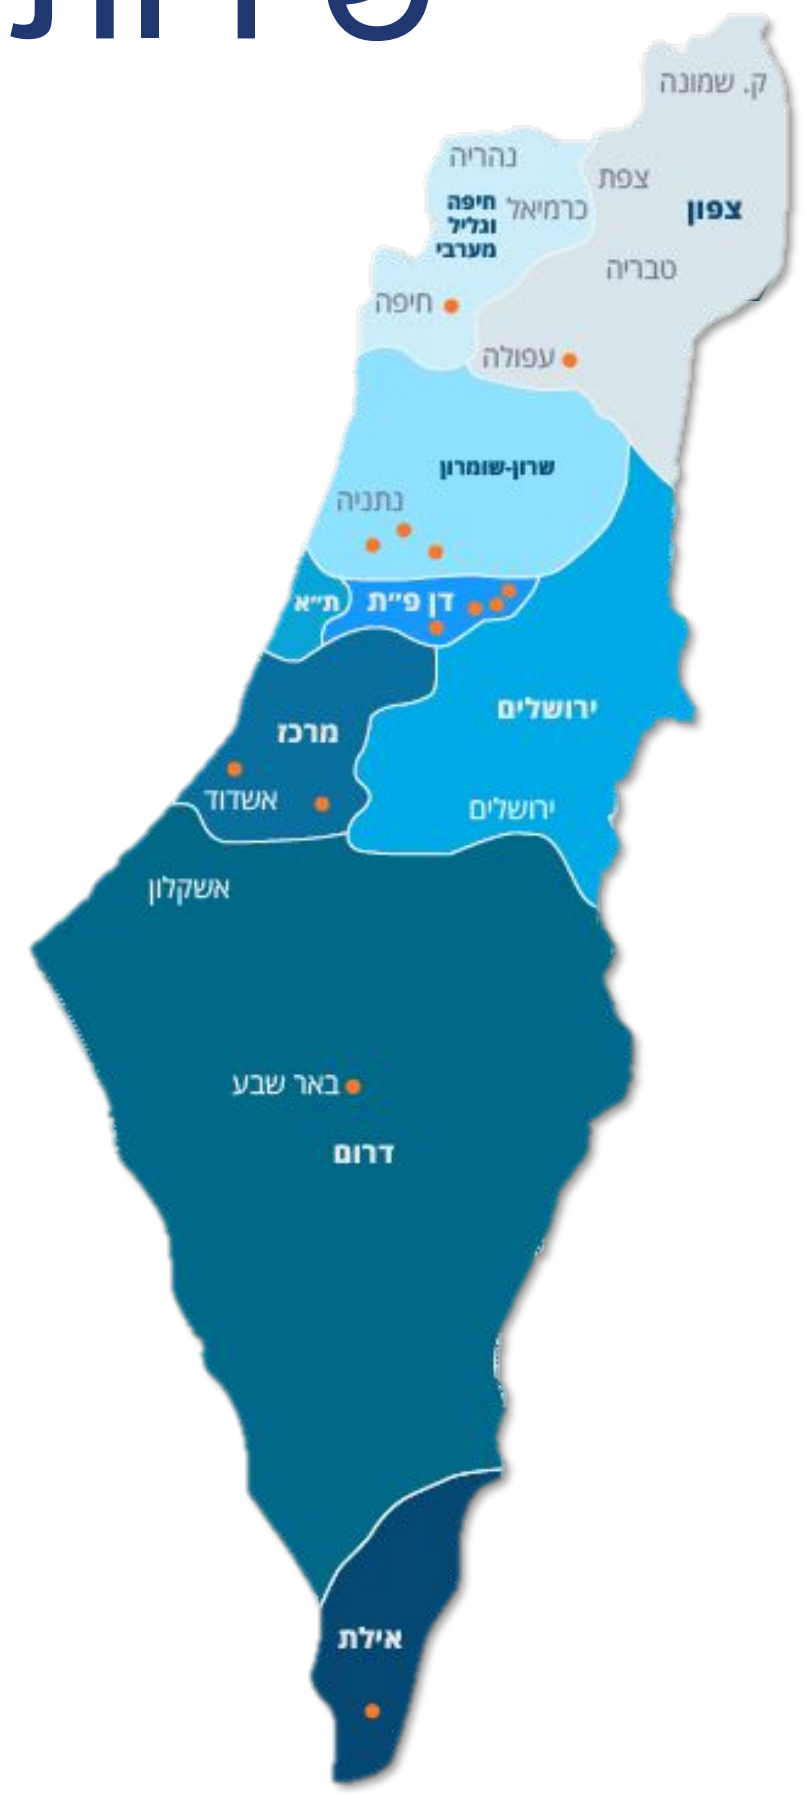 ק. שמונה
נהריה
צפת
צפון
חיפה
וגליל
מערבי
כרמיאל
טבריה
חיפה
עפולה
שרון-שומרון
נתניה
דן פ״ת
ת״א
ירושלים
מרכז
אשדוד
ירושלים
אשקלון
באר שבע
דרום
אילת